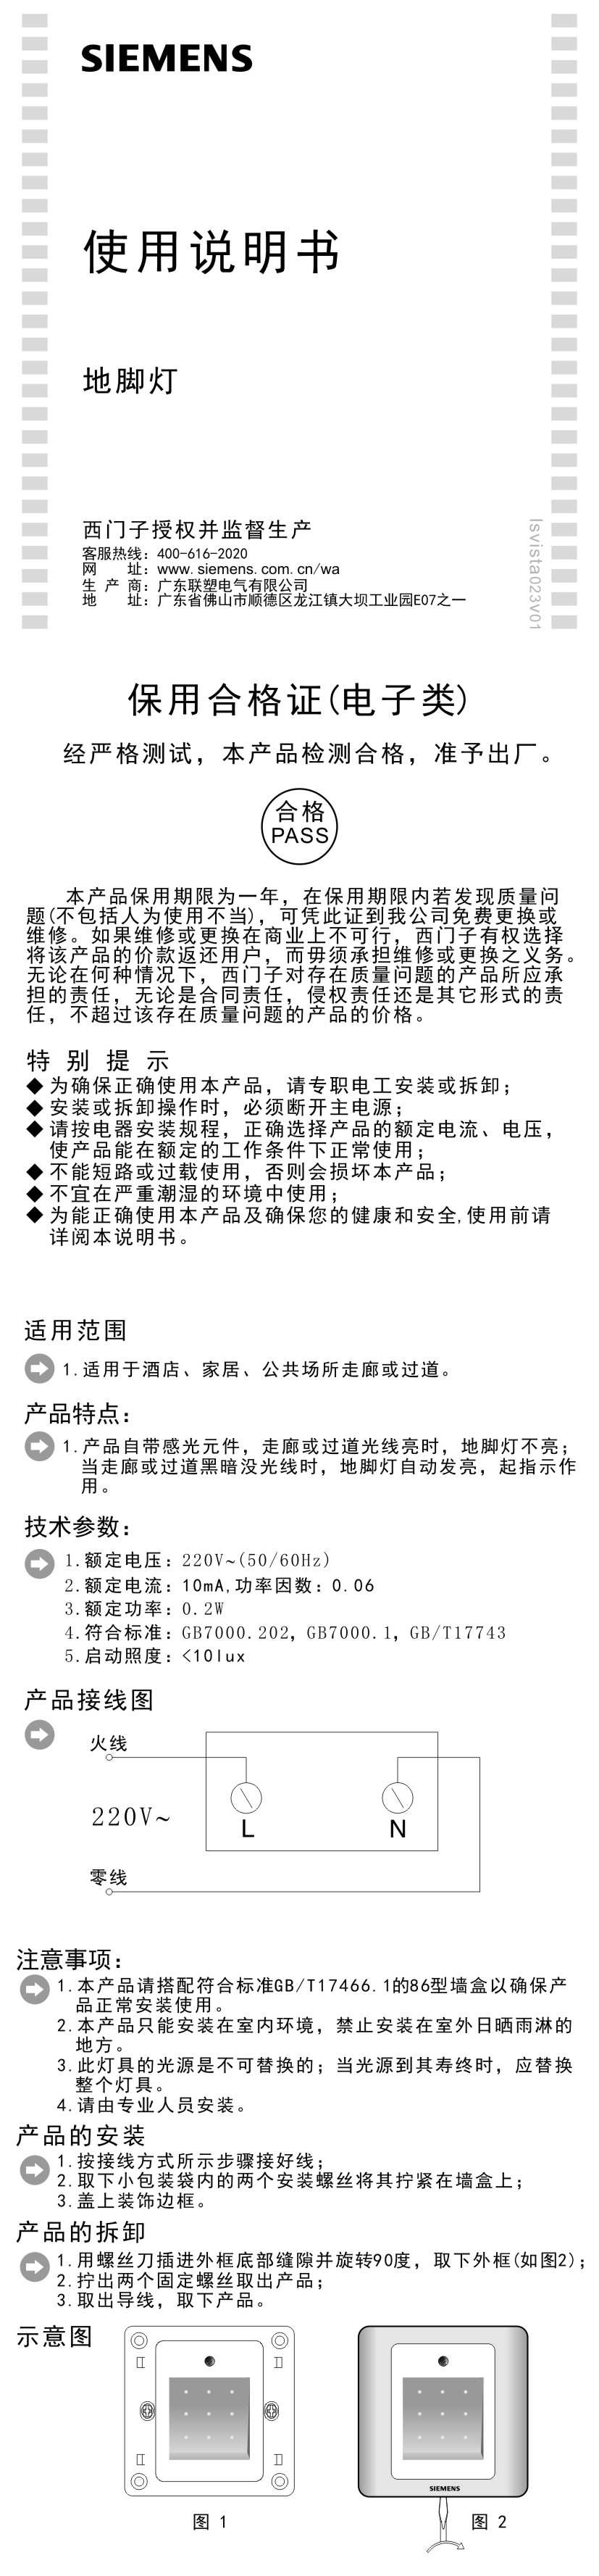 SIEMENS
使用说明书
地脚灯
西门子授权并监督生产
客服热线：400-616-2020
网 址：www.siemens.com.cn/wa
生 产 商：广东联塑电气有限公司
地 址：广东省佛山市顺德区龙江镇大坝工业园E07之一
lsvista023V01
保用合格证(电子类)
经严格测试，本产品检测合格，准予出厂。
合格
PASS
本产品保用期限为一年，在保用期限内若发现质量问
题(不包括人为使用不当)，可凭此证到我公司免费更换或
维修。如果维修或更换在商业上不可行，西门子有权选择
将该产品的价款返还用户，而毋须承担维修或更换之义务。
无论在何种情况下，西门子对存在质量问题的产品所应承
担的责任，无论是合同责任，侵权责任还是其它形式的责
任，不超过该存在质量问题的产品的价格。
特 别 提 示
◆ 为确保正确使用本产品，请专职电工安装或拆卸；
◆ 安装或拆卸操作时，必须断开主电源；
◆ 请按电器安装规程，正确选择产品的额定电流、电压，
使产品能在额定的工作条件下正常使用；
◆ 不能短路或过载使用，否则会损坏本产品；
◆ 不宜在严重潮湿的环境中使用；
◆ 为能正确使用本产品及确保您的健康和安全,使用前请
详阅本说明书。
适用范围
1.适用于酒店、家居、公共场所走廊或过道。
产品特点：
1.产品自带感光元件，走廊或过道光线亮时，地脚灯不亮；
当走廊或过道黑暗没光线时，地脚灯自动发亮，起指示作
用。
技术参数：
1.额定电压：220V~(50/60Hz)
2.额定电流：10mA,功率因数：0.06
3.额定功率：0.2W
4.符合标准：GB7000.202，GB7000.1，GB/T17743
5.启动照度：<10lux
产品接线图
火线
220V~
L
N
零线
注意事项：
1.本产品请搭配符合标准GB/T17466.1的86型墙盒以确保产
品正常安装使用。
2.本产品只能安装在室内环境，禁止安装在室外日晒雨淋的
地方。
3.此灯具的光源是不可替换的；当光源到其寿终时，应替换
整个灯具。
4.请由专业人员安装。
产品的安装
1.按接线方式所示步骤接好线；
2.取下小包装袋内的两个安装螺丝将其拧紧在墙盒上；
3.盖上装饰边框。
产品的拆卸
1.用螺丝刀插进外框底部缝隙并旋转90度，取下外框(如图2)；
2.拧出两个固定螺丝取出产品；
3.取出导线，取下产品。
示意图
SIEMENS
图 1
图 2